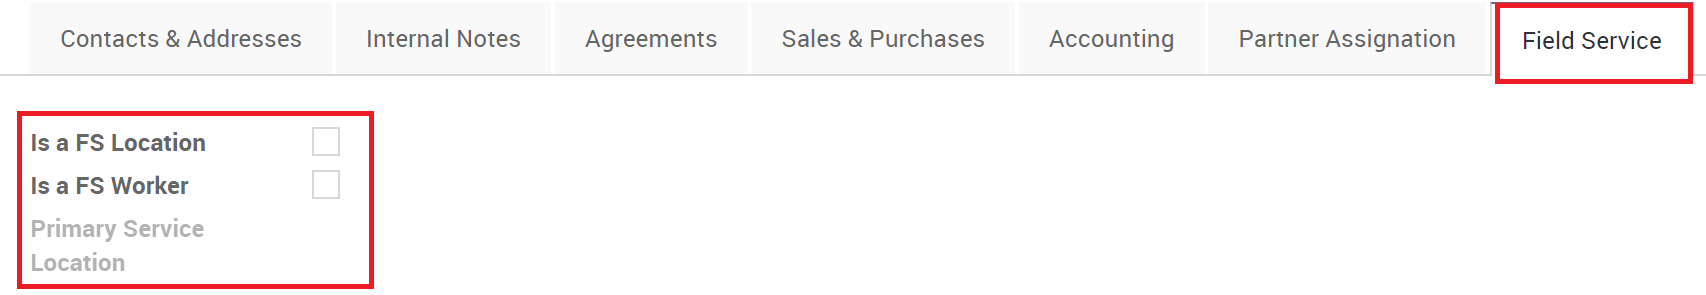 Contacts & Addresses Internal Notes Agreements Sales & Purchases Accounting Partner Assignation Field Service
Is a FS Location
Is a FS Worker
Primary Service
Location